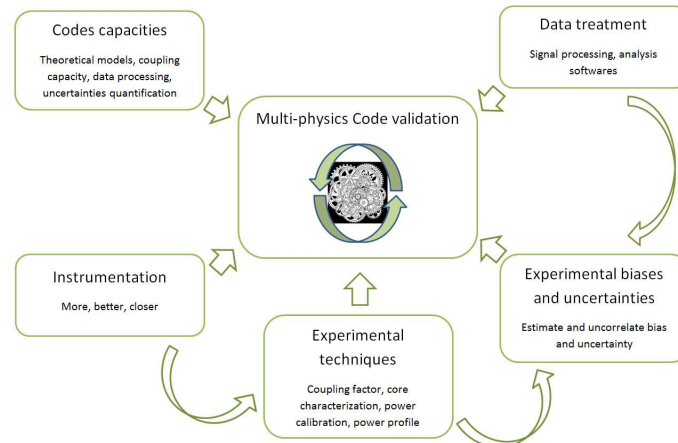 Codes capacities
Theoretical models, coupling
capacity, data processing,
uncertainties quantification
Data treatment
Signal processing, analysis
softwares
Multi-physics Code validation
Instrumentation
More, better, closer
Experimental
techniques
Coupling factor, core
characterization, power
calibration, power profile
Experimental biases
and uncertainties
Estimate and uncorrelate bias
and uncertainty